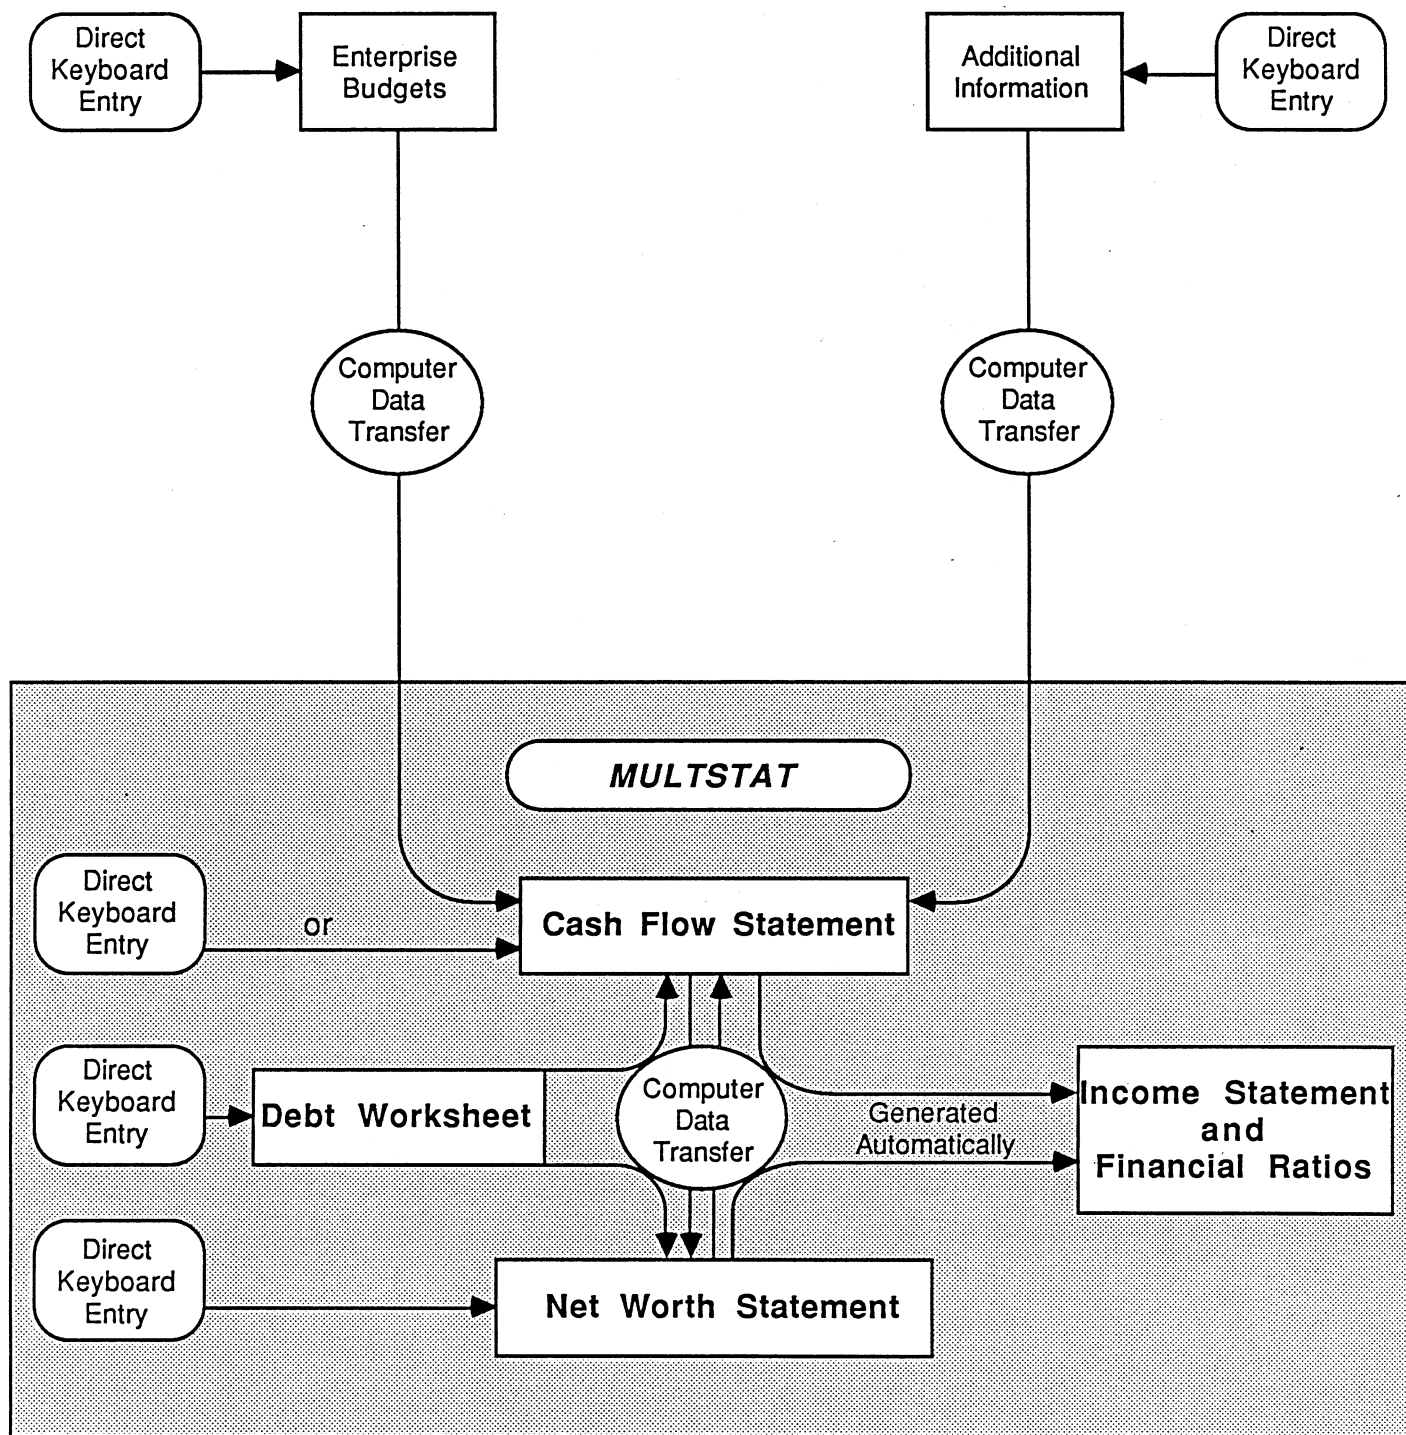 Direct
Keyboard
Entry
Enterprise
Budgets
Additional
Information
Direct
Keyboard
Entry
Computer
Data
Transfer
Computer
Data
Transfer
MULTSTAT
Direct
Keyboard
Entry
or
Cash Flow Statement
Direct
Keyboard
Entry
Debt Worksheet
Computer
Data
Transfer
Generated
Automatically
Income Statement
and
Financial Ratios
Direct
Keyboard
Entry
Net Worth Statement